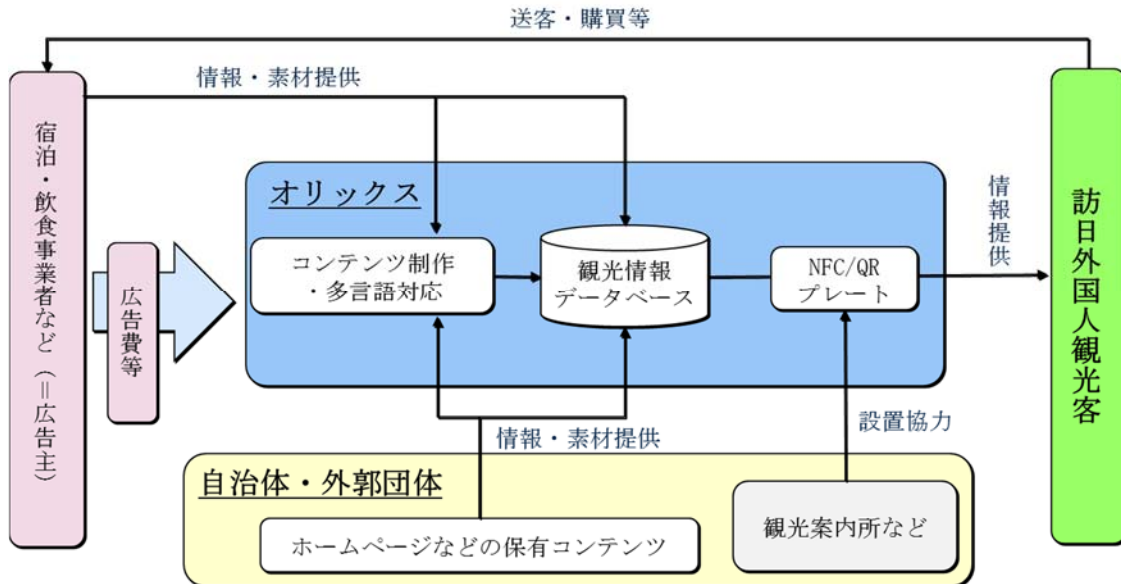 送客・購買等
情報・素材提供
宿泊・飲食事業者など(＝広告主)
広告費等
オリックス
コンテンツ制作
・多言語対応
観光情報
データベース
NFC/QR
プレート
情報提供
訪日外国人観光客
情報・素材提供
設置協力
自治体・外郭団体
ホームページなどの保有コンテンツ
観光案内所など